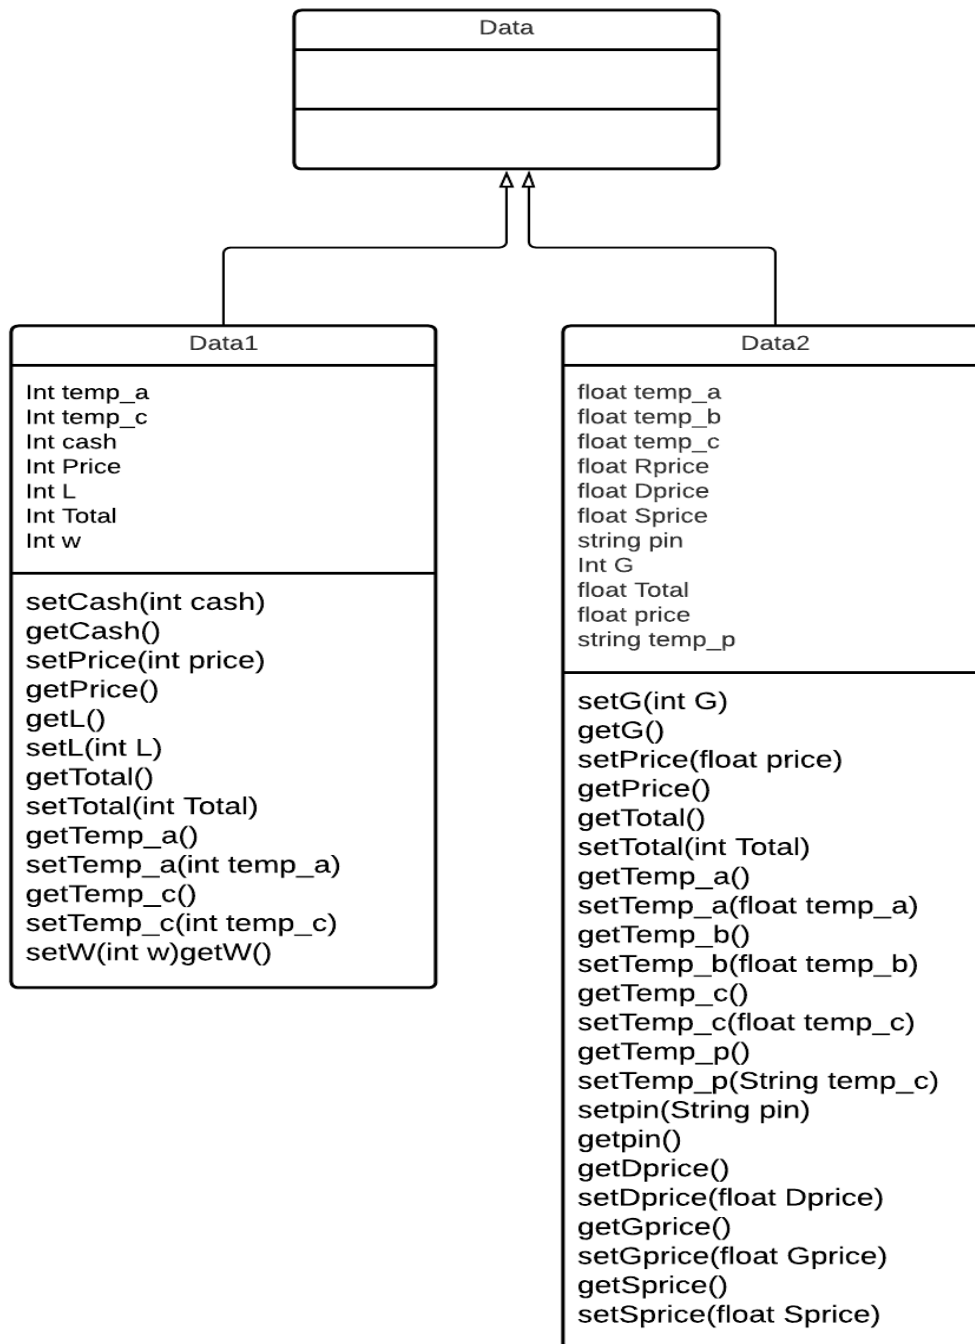 Data
Data1
Int temp_a
Int temp_c
Int cash
Int Price
Int L
Int Total
Int w
setCash(int cash)
getCash()
setPrice(int price)
getPrice()
getL()
setL(int L)
getTotal()
setTotal(int Total)
getTemp_a()
setTemp_a(int temp_a)
getTemp_c()
setTemp_c(int temp_c)
setW(int w)getW()
Data2
float temp_a
float temp_b
float temp_c
float Rprice
float Dprice
float Sprice
string pin
Int G
float Total
float price
string temp_p
setG(int G)
getG()
setPrice(float price)
getPrice()
getTotal()
setTotal(int Total)
getTemp_a()
setTemp_a(float temp_a)
getTemp_b()
setTemp_b(float temp_b)
getTemp_c()
setTemp_c(float temp_c)
getTemp_p()
setTemp_p(String temp_c)
setpin(String pin)
getpin()
getDprice()
setDprice(float Dprice)
getGprice()
setGprice(float Gprice)
getSprice()
setSprice(float Sprice)